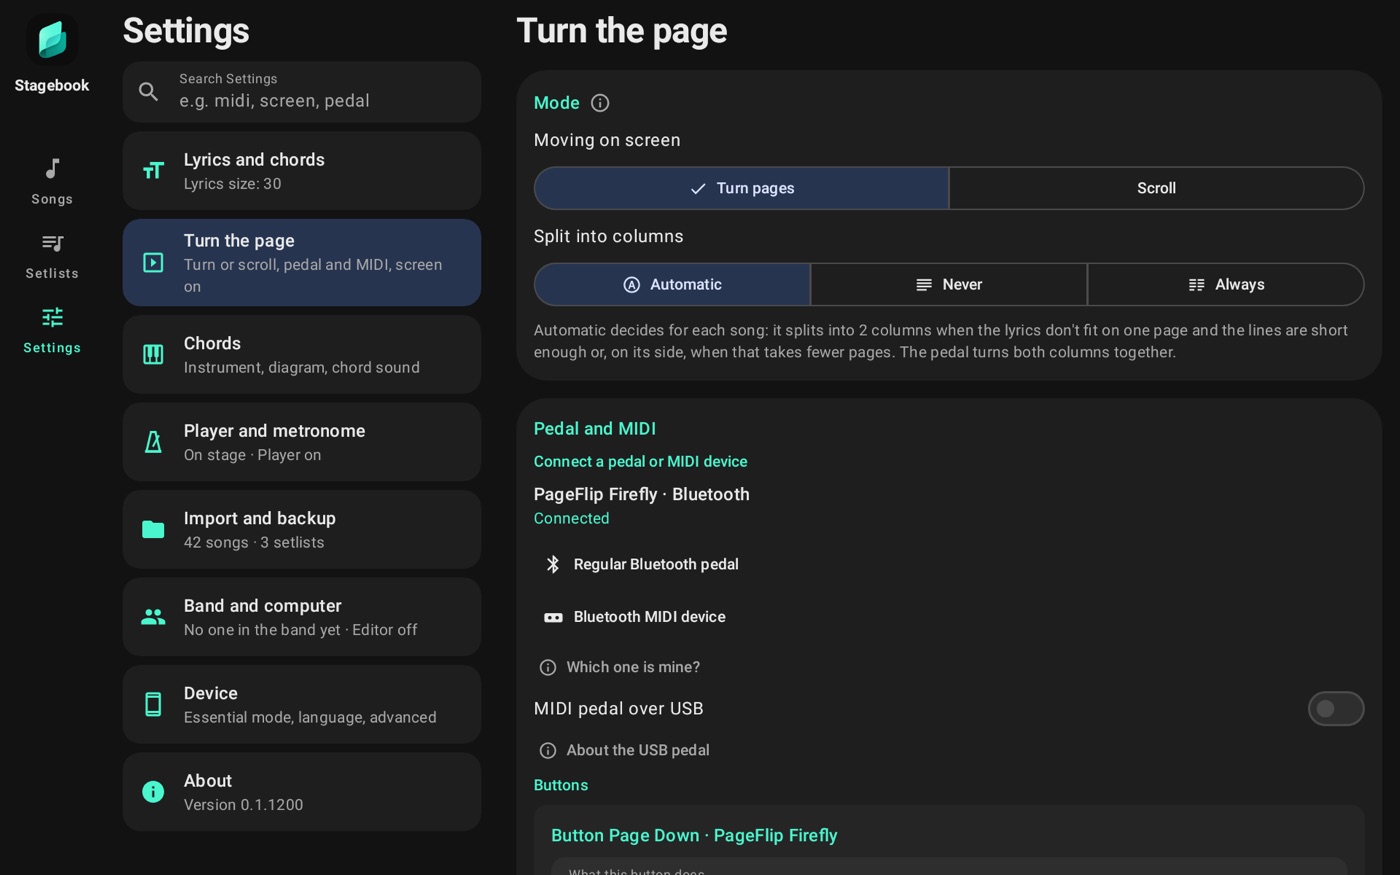 Stagebook
Songs
Setlists
Settings
Settings
Search Settings
e.g. midi, screen, pedal
Lyrics and chords
Lyrics size: 30
Turn the page
Turn or scroll, pedal and MIDI, screen
on
Chords
Instrument, diagram, chord sound
Player and metronome
On stage · Player on
Import and backup
42 songs · 3 setlists
Band and computer
No one in the band yet · Editor off
Device
Essential mode, language, advanced
About
Version 0.1.1200
Turn the page
Mode
Moving on screen
Turn pages
Scroll
Split into columns
Automatic
Never
Always
Automatic decides for each song: it splits into 2 columns when the lyrics don't fit on one page and the lines are short
enough or, on its side, when that takes fewer pages. The pedal turns both columns together.
Pedal and MIDI
Connect a pedal or MIDI device
PageFlip Firefly · Bluetooth
Connected
Regular Bluetooth pedal
Bluetooth MIDI device
Which one is mine?
MIDI pedal over USB
About the USB pedal
Buttons
Button Page Down · PageFlip Firefly
What this button does